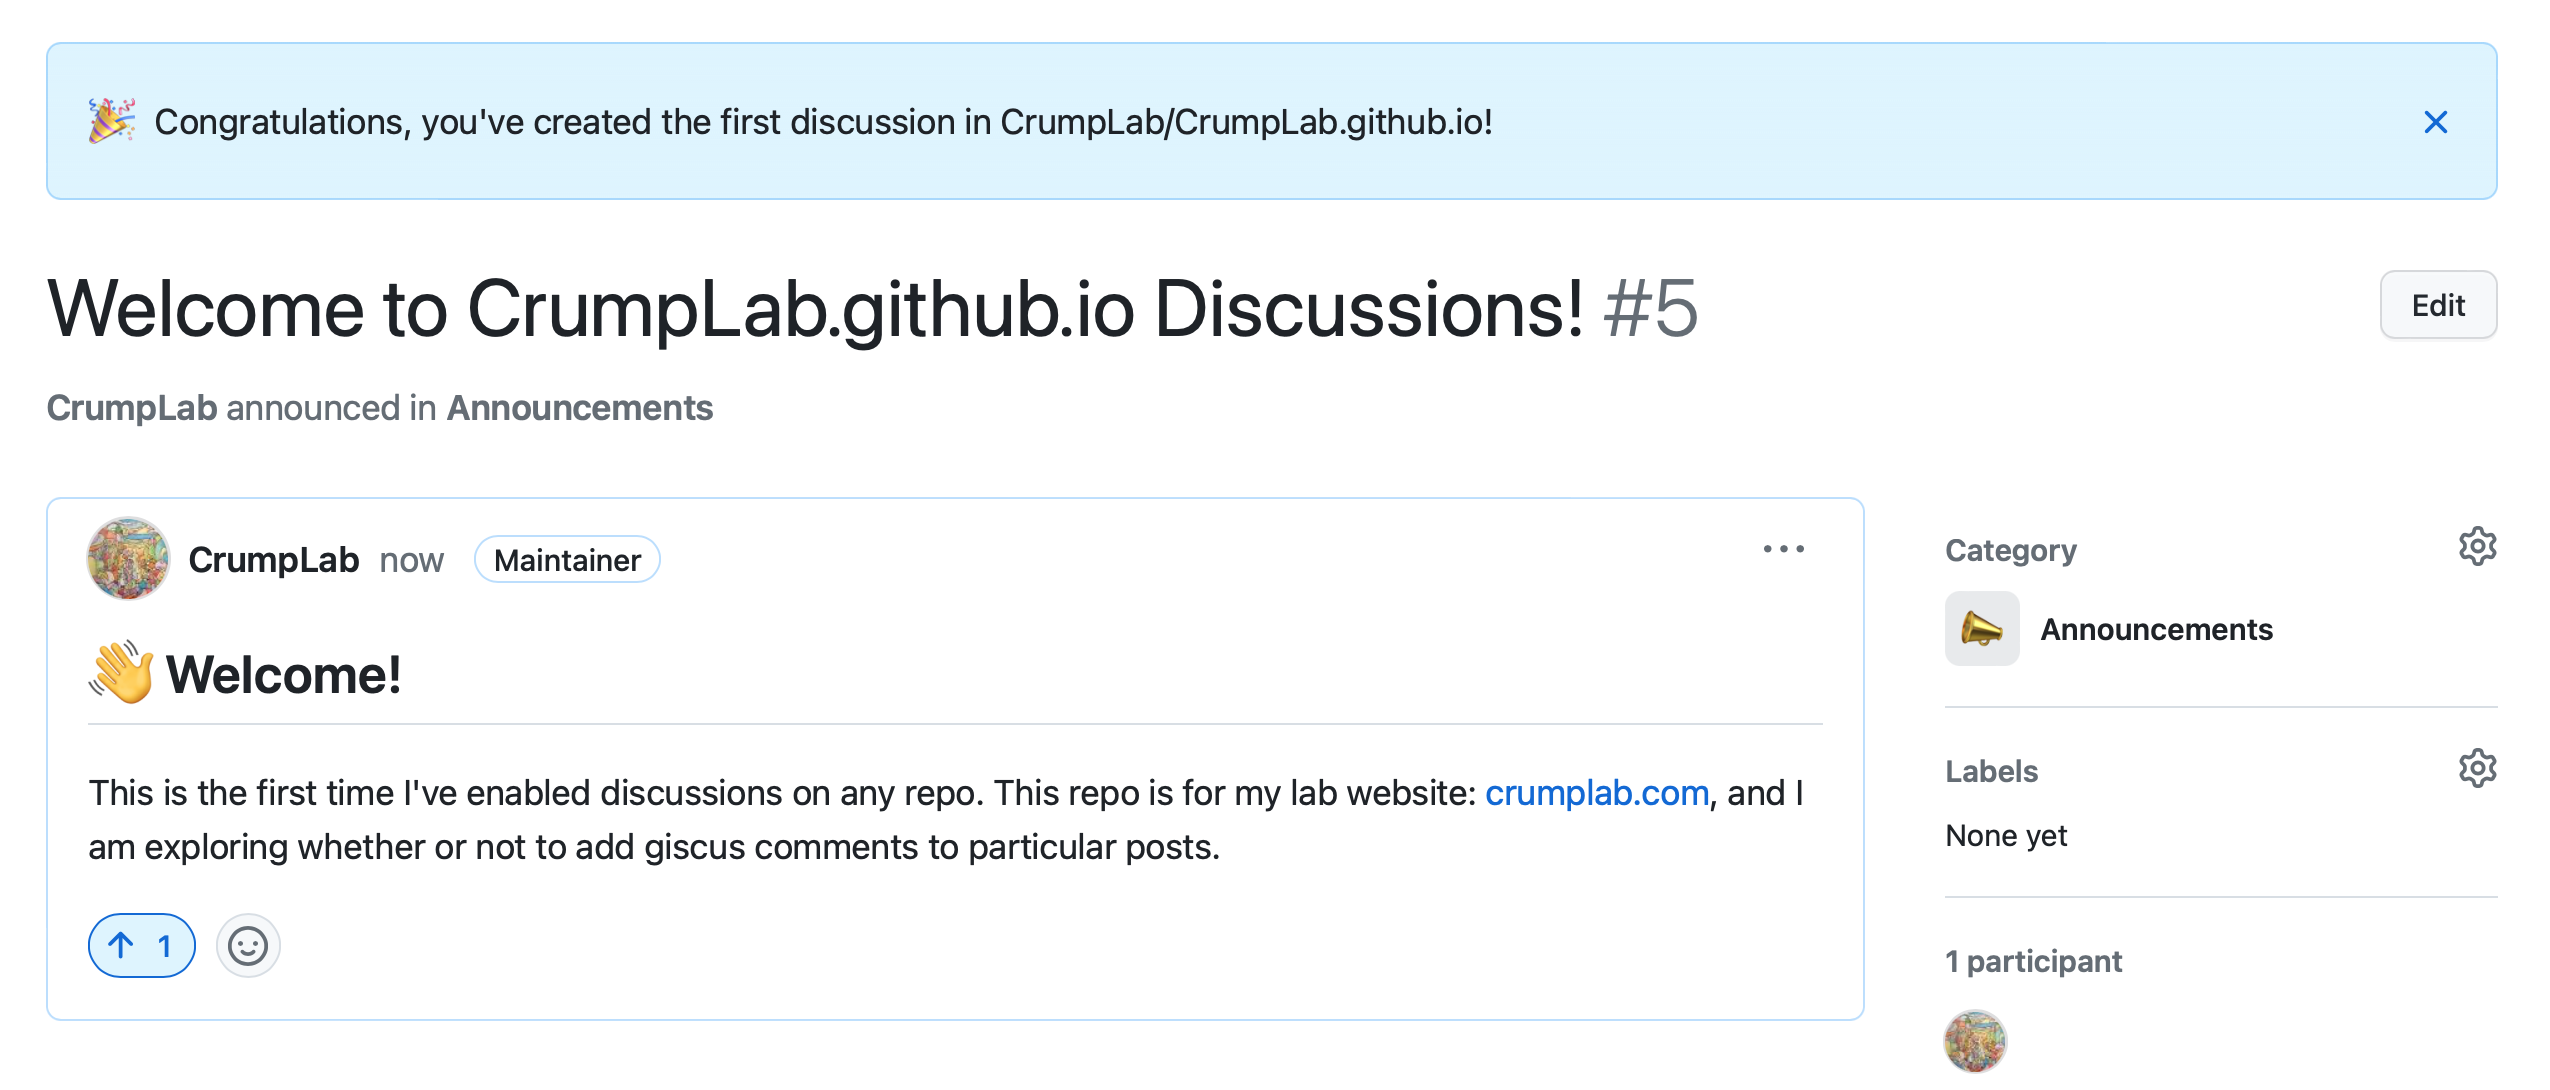 Congratulations, you've created the first discussion in CrumpLab/CrumpLab.github.io!
Welcome to CrumpLab.github.io Discussions! #5
Edit
CrumpLab announced in Announcements
CrumpLab now Maintainer
Welcome!
This is the first time I've enabled discussions on any repo. This repo is for my lab website: crumplab.com, and I
am exploring whether or not to add giscus comments to particular posts.
1
Category
Announcements
Labels
None yet
1 participant